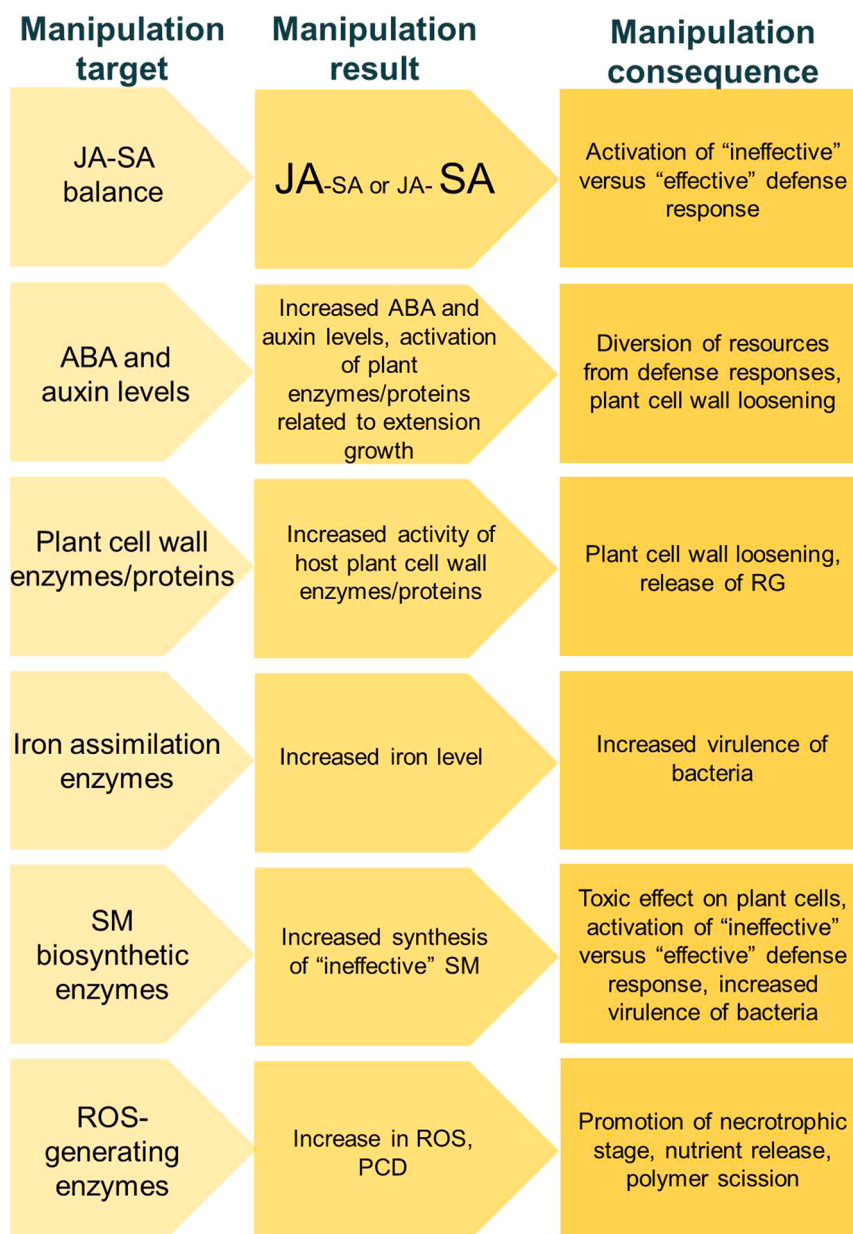 Manipulation
target
Manipulation
result
Manipulation
consequence
JA-SA
balance
JA-SA or JA- SA
Activation of “ineffective”
versus “effective” defense
response
ABA and
auxin levels
Increased ABA and
auxin levels, activation
of plant
enzymes/proteins
related to extension
growth
Diversion of resources
from defense responses,
plant cell wall loosening
Plant cell wall
enzymes/proteins
Increased activity of
host plant cell wall
enzymes/proteins
Plant cell wall loosening,
release of RG
Iron assimilation
enzymes
Increased iron level
Increased virulence of
bacteria
SM
biosynthetic
enzymes
Increased synthesis
of “ineffective” SM
Toxic effect on plant cells,
activation of “ineffective”
versus “effective” defense
response, increased
virulence of bacteria
ROS-
generating
enzymes
Increase in ROS,
PCD
Promotion of necrotrophic
stage, nutrient release,
polymer scission